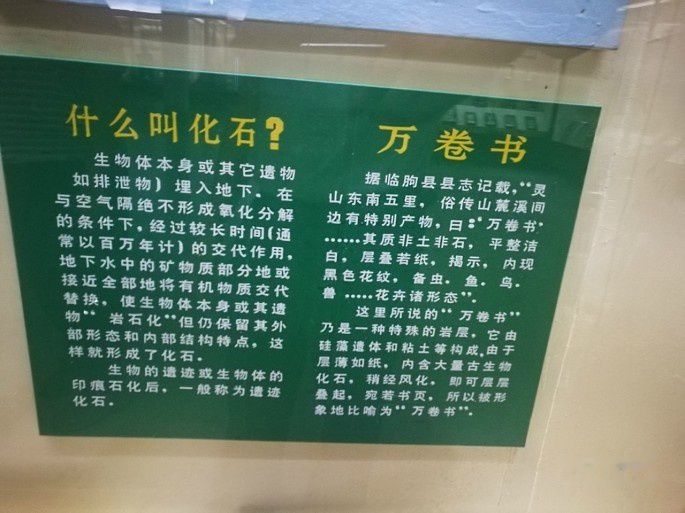 什么叫化石?
生物体本身或其它遗物
如排泄物）埋入地下．在
与空气隔绝不形成氧化分解
的条件下，经过较长时间(通
常以百万年计)的交代作用，
地下水中的矿物质部分地或
接近全部地将有机物质交代
替换，使生物体本身或其遗
物"岩石化"但仍保留其外
部形态和内部结构特点，这
样就形成了化石。
生物的遗迹或生物体的
印痕石化后，一般称为遗迹
化石。
万卷书
据临朐县县志记载，"灵
山东南五里，俗传山麓溪间
边有特别产物，曰："万卷书"
……其质非土非石，平整洁
白，层叠若纸，揭示，内现
黑色花紋，备虫．鱼．鸟．
兽……花卉诸形态"。
这里所说的"万卷书"
乃是一种特殊的岩层，它由
硅藻遗体和粘土等构成，由于
层薄如纸，内含大量古生物
化石，稍经风化，即可层层
叠起，宛若书页，所以被形
象地比喻为"万卷书"。